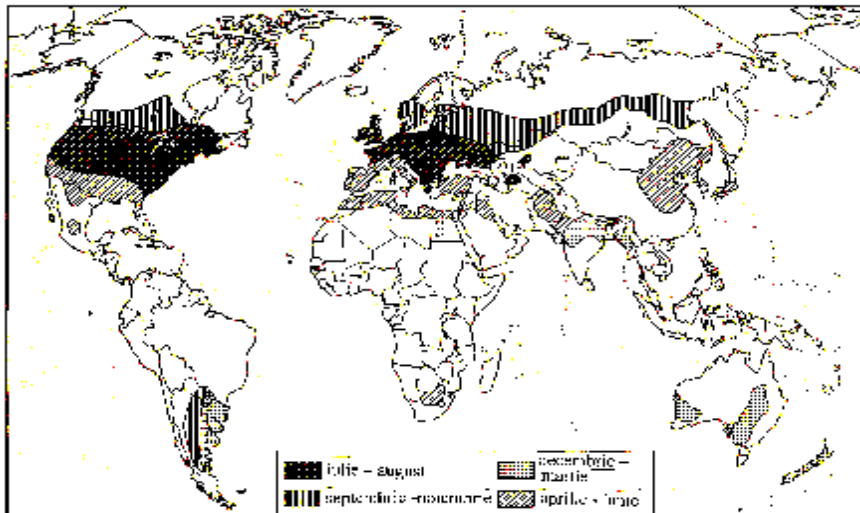 iulie – august
decembrie –
martie
septembrie -noiembrie
aprilie - iunie